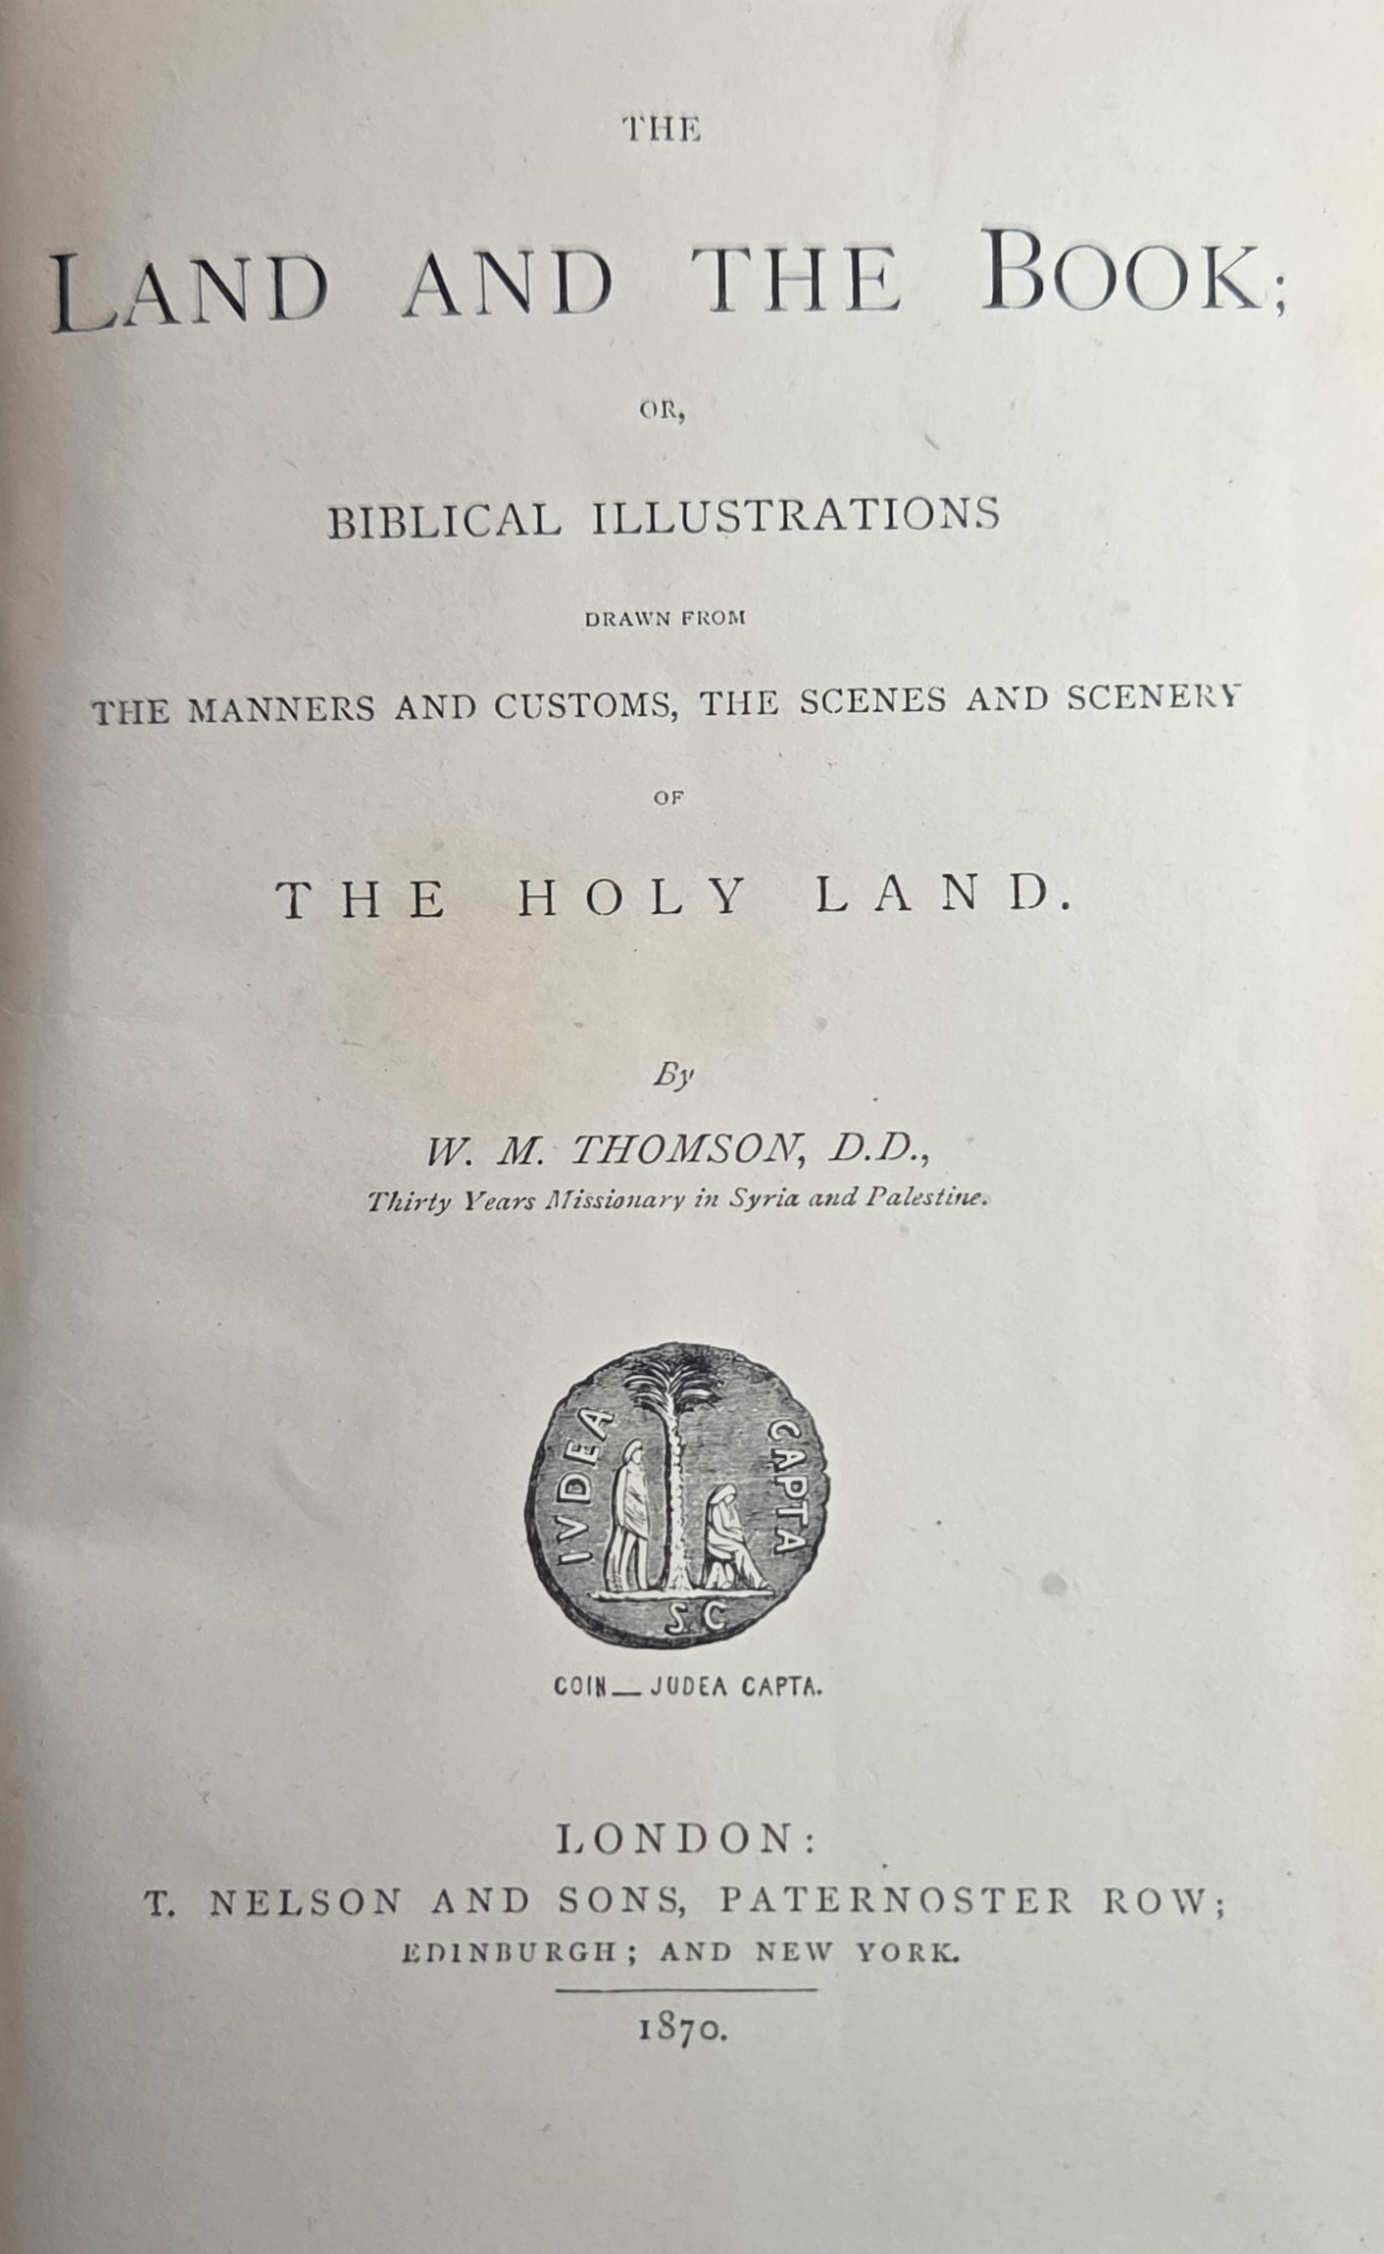 THE
LAND AND THE BOOK;
OR,
BIBLICAL ILLUSTRATIONS
DRAWN FROM
THE MANNERS AND CUSTOMS, THE SCENES AND SCENERY
OF
THE HOLY LAND.
By
W. M. THOMSON, D.D.,
Thirty Years Missionary in Syria and Palestine.
IVDEA
CAPTA
S C
COIN — JUDEA CAPTA.
LONDON:
T. NELSON AND SONS, PATERNOSTER ROW;
EDINBURGH; AND NEW YORK.
1870.